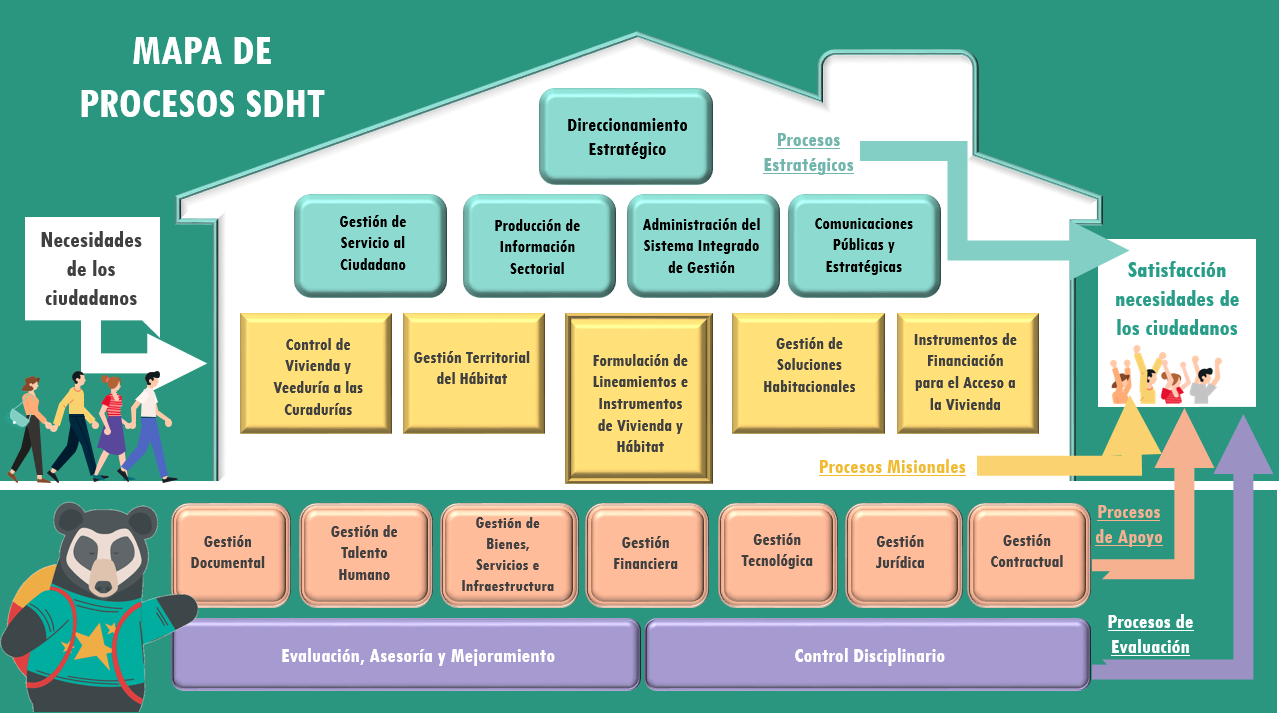 MAPA DE
PROCESOS SDHT
Direccionamiento
Estratégico
Procesos
Estratégicos
Gestión de
Servicio al
Ciudadano
Producción de
Información
Sectorial
Administración del
Sistema Integrado
de Gestión
Comunicaciones
Públicas y
Estratégicas
Necesidades
de los
ciudadanos
Satisfacción
necesidades de
los ciudadanos
Control de
Vivienda y
Veeduría a las
Curadurías
Gestión Territorial
del Hábitat
Formulación de
Lineamientos e
Instrumentos
de Vivienda y
Hábitat
Gestión de
Soluciones
Habitacionales
Instrumentos de
Financiación
para el Acceso a
la Vivienda
Procesos Misionales
Gestión
Documental
Gestión de
Talento
Humano
Gestión de
Bienes,
Servicios e
Infraestructura
Gestión
Financiera
Gestión
Tecnológica
Gestión
Jurídica
Gestión
Contractual
Procesos
de Apoyo
Evaluación, Asesoría y Mejoramiento
Control Disciplinario
Procesos de
Evaluación